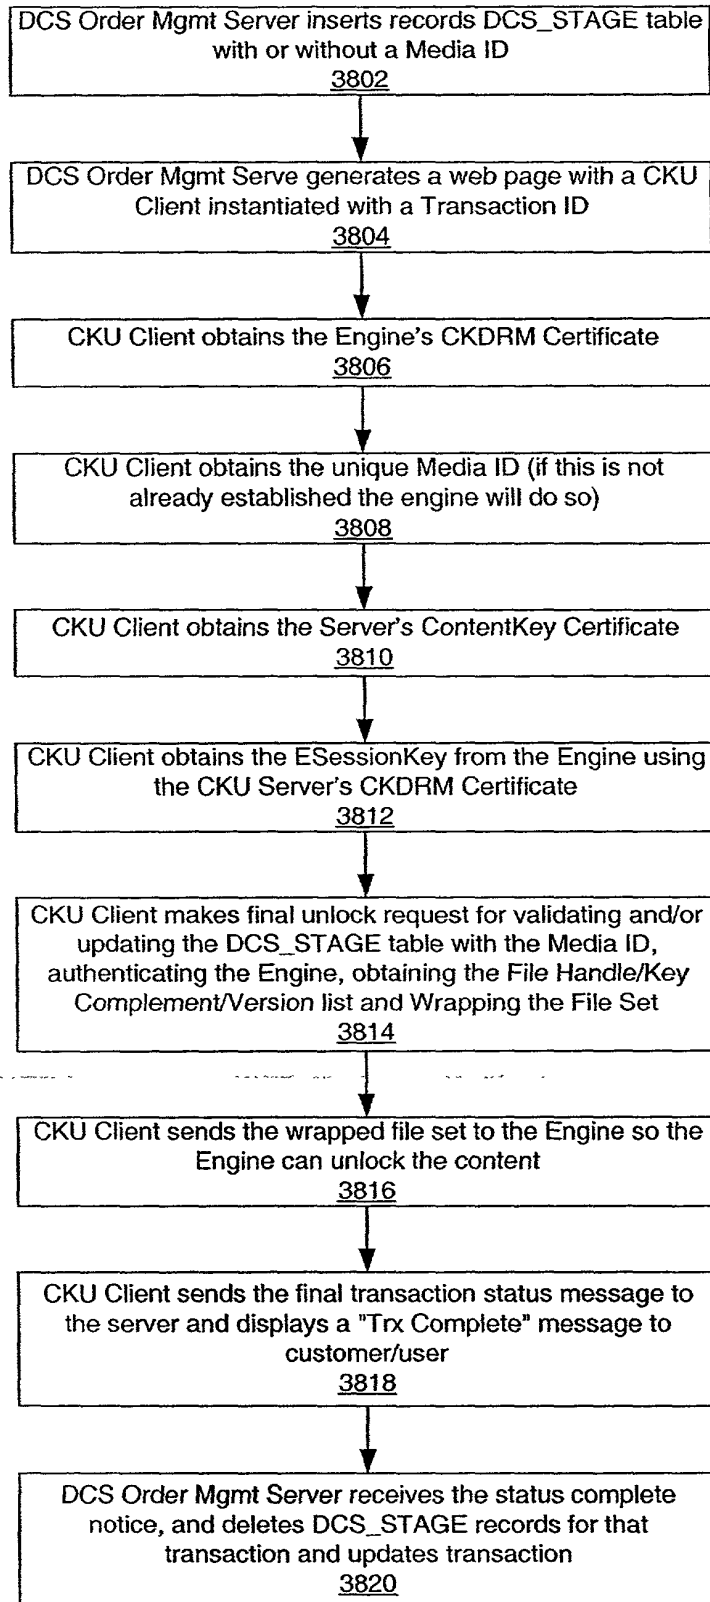 DCS Order Mgmt Server inserts records DCS_STAGE table
with or without a Media ID
3802
DCS Order Mgmt Serve generates a web page with a CKU
Client instantiated with a Transaction ID
3804
CKU Client obtains the Engine's CKDRM Certificate
3806
CKU Client obtains the unique Media ID (if this is not
already established the engine will do so)
3808
CKU Client obtains the Server's ContentKey Certificate
3810
CKU Client obtains the ESessionKey from the Engine using
the CKU Server's CKDRM Certificate
3812
CKU Client makes final unlock request for validating and/or
updating the DCS_STAGE table with the Media ID,
authenticating the Engine, obtaining the File Handle/Key
Complement/Version list and Wrapping the File Set
3814
CKU Client sends the wrapped file set to the Engine so the
Engine can unlock the content
3816
CKU Client sends the final transaction status message to
the server and displays a "Trx Complete" message to
customer/user
3818
DCS Order Mgmt Server receives the status complete
notice, and deletes DCS_STAGE records for that
transaction and updates transaction
3820